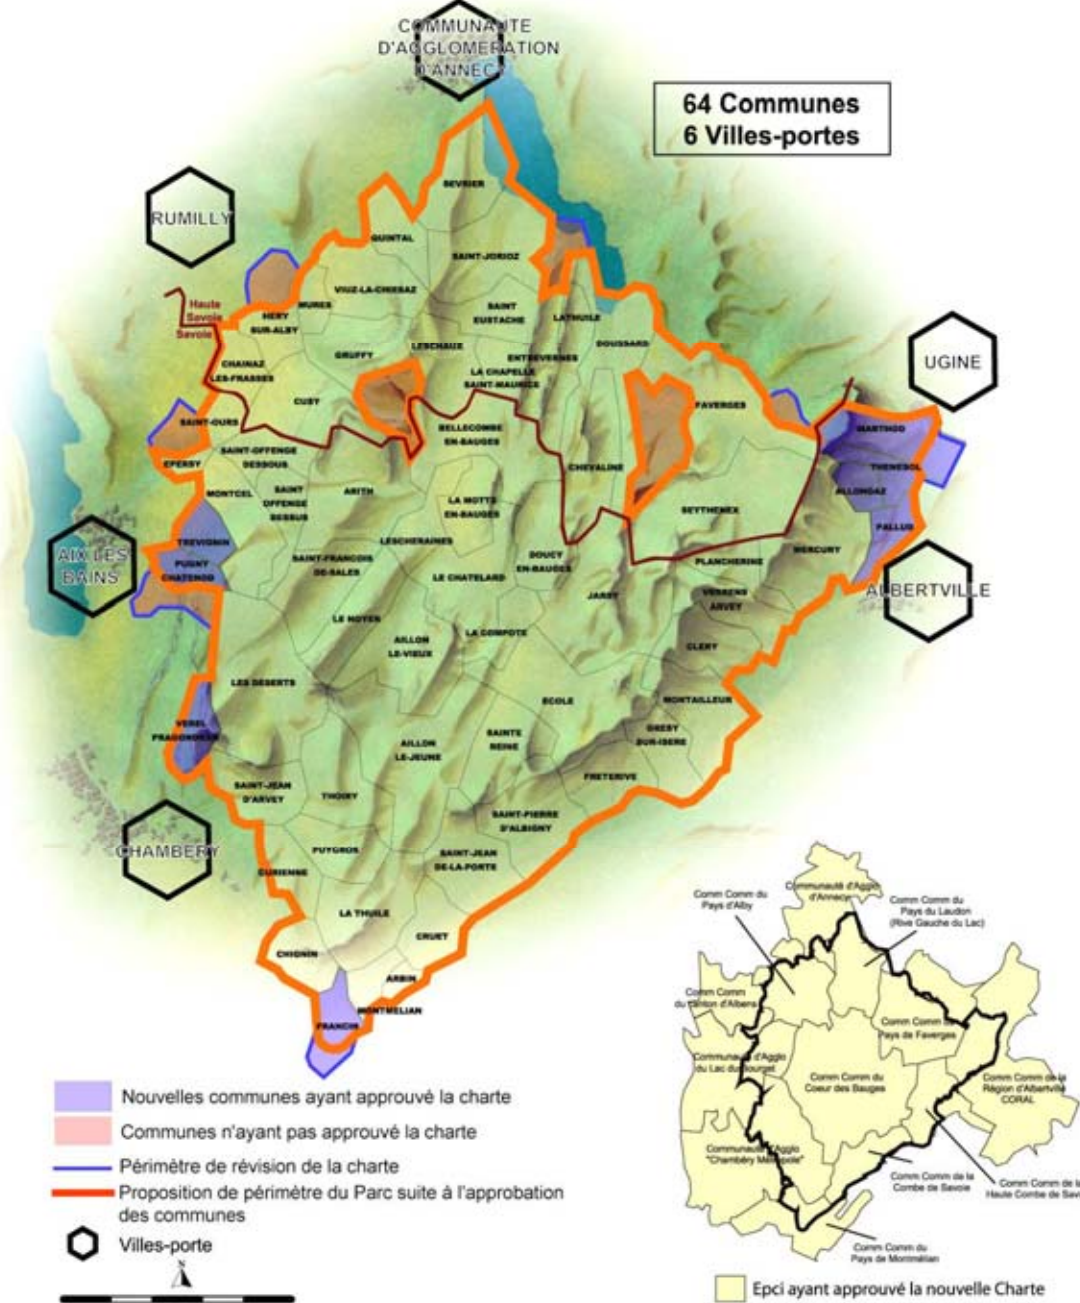 COMMUNAUTE
D'AGGLOMERATION
D'ANNECY
64 Communes
6 Villes-portes
RUMILLY
UGINE
AIX LES
BAINS
ALBERTVILLE
CHAMBERY
Haute
Savoie
Savoie
SEVRIER
QUINTAL
SAINT-JORIOZ
VIUZ-LA-CHIESAZ
MURES
HERY
SUR-ALBY
SAINT
EUSTACHE
LATHUILE
DOUSSARD
LESCHAUX
GRUFFY
ENTREVERNES
LA CHAPELLE
SAINT-MAURICE
CHAINAZ
LES-FRASSES
CUSY
FAVERGES
SAINT-OURS
BELLECOMBE
EN-BAUGES
MARTHOD
SAINT-OFFENGE
DESSOUS
EPERSY
CHEVALINE
THENESOL
MONTCEL
SAINT
OFFENGE
DESSUS
ARITH
LA MOTTE
EN-BAUGES
ALLONDAZ
SEYTHENEX
PALLUD
TREVIGNIN
LESCHERAINES
MERCURY
PUGNY
CHATENOD
SAINT-FRANCOIS
DE-SALES
DOUCY
EN-BAUGES
PLANCHERINE
LE CHATELARD
JARSY
VERRENS
ARVEY
LE NOYER
AILLON
LE-VIEUX
LA COMPOTE
CLERY
LES DESERTS
ECOLE
MONTAILLEUR
VEREL
PRAGONDRAN
SAINTE
REINE
GRESY
SUR-ISERE
AILLON
LE-JEUNE
FRETERIVE
SAINT-JEAN
D'ARVEY
THOIRY
SAINT-PIERRE
D'ALBIGNY
PUYGROS
SAINT-JEAN
DE-LA-PORTE
CURIENNE
LA THUILE
CRUET
CHIGNIN
ARBIN
MONTMELIAN
FRANCIN
Nouvelles communes ayant approuvé la charte
Communes n'ayant pas approuvé la charte
Périmètre de révision de la charte
Proposition de périmètre du Parc suite à l'approbation
des communes
Villes-porte
N
Comm Comm du
Pays d'Alby
Communauté d'Agglo
d'Annecy
Comm Comm du
Pays du Laudon
(Rive Gauche du Lac)
Comm Comm
du canton d'Albens
Comm Comm du
Pays de Faverges
Communauté d'Agglo
du Lac du Bourget
Comm Comm du
Coeur des Bauges
Comm Comm de la
Région d'Albertville
CORAL
Communauté d'Agglo
"Chambéry Métropole"
Comm Comm de la
Combe de Savoie
Comm Comm de la
Haute Combe de Sav
Comm Comm du
Pays de Montmélian
Epci ayant approuvé la nouvelle Charte